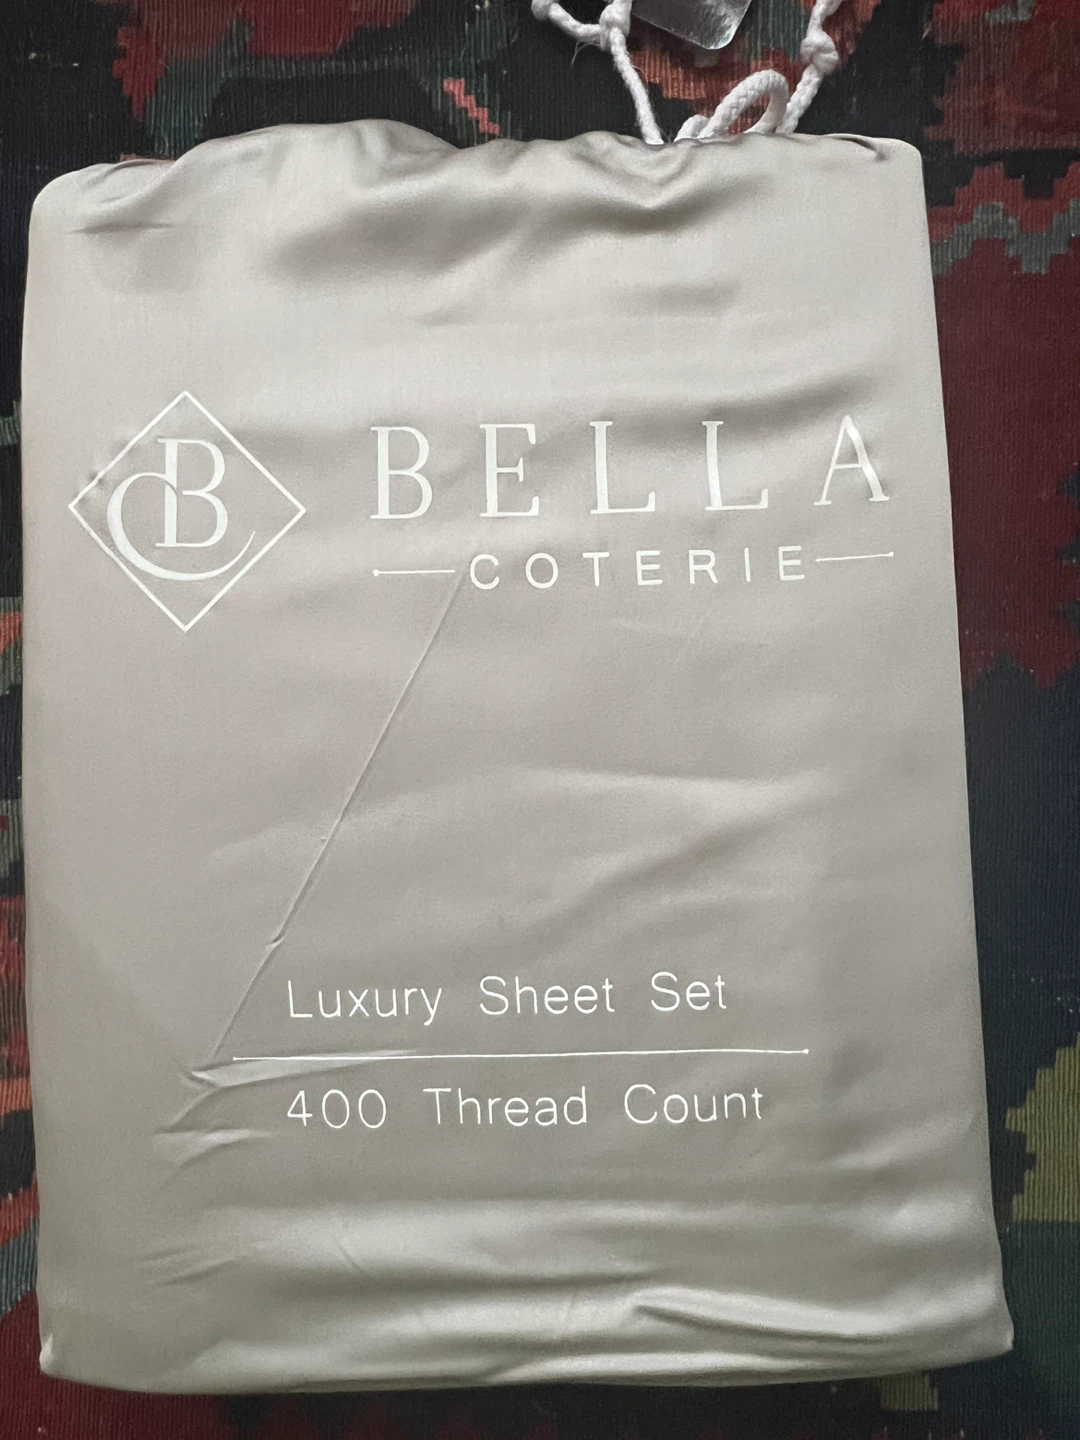 CB
BELLA
COTERIE
Luxury Sheet Set
400 Thread Count